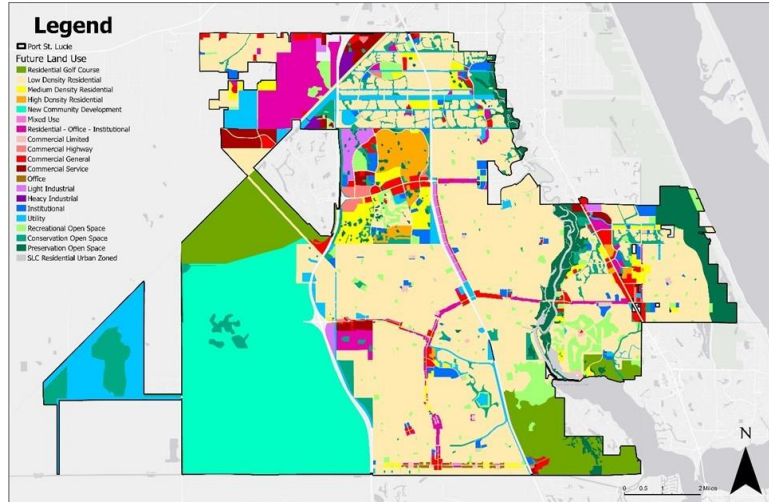 Legend
Port St. Lucie
Future Land Use
Residential Golf Course
Low Density Residential
Medium Density Residential
High Density Residential
New Community Development
Mixed Use
Residential - Office - Institutional
Commercial Limited
Commercial Highway
Commercial General
Commercial Service
Office
Light Industrial
Heacy Industrial
Institutional
Utility
Recreational Open Space
Conservation Open Space
Preservation Open Space
SLC Residential Urban Zoned
N
0 0.5 1 2 Miles